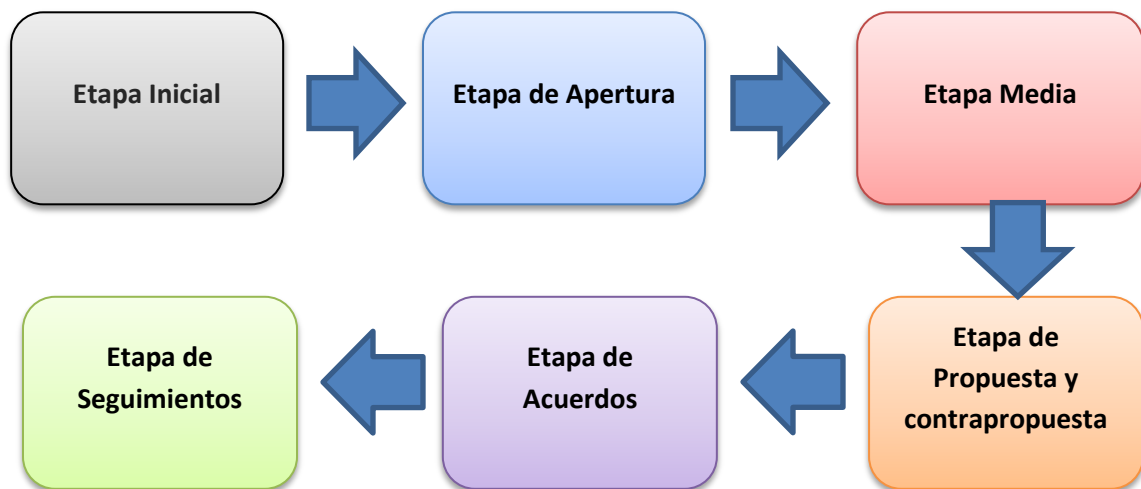 Etapa Inicial
Etapa de Apertura
Etapa Media
Etapa de
Propuesta y
contrapropuesta
Etapa de
Acuerdos
Etapa de
Seguimientos